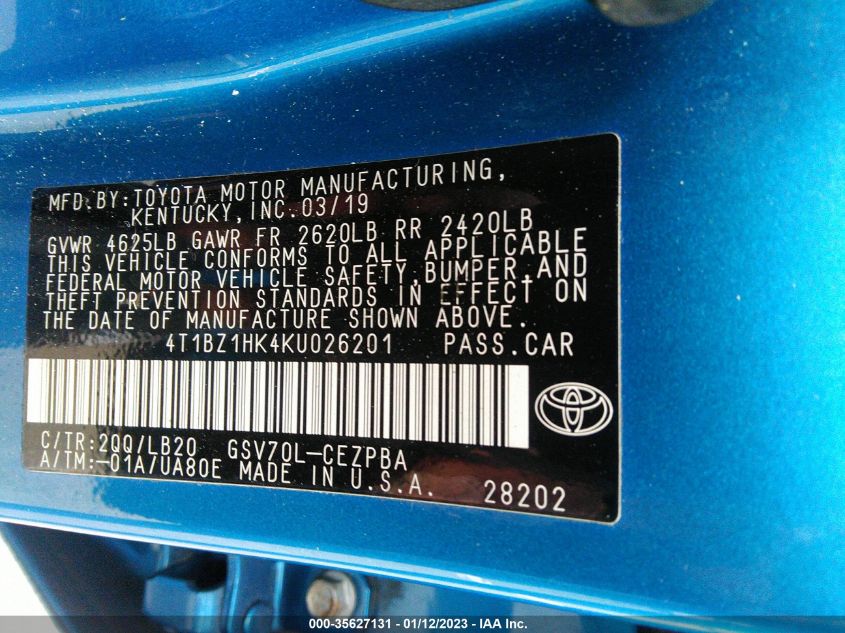 MFD.BY:TOYOTA MOTOR MANUFACTURING,
KENTUCKY,INC.03/19
GVWR 4625LB GAWR FR 2620LB RR 2420LB
THIS VEHICLE CONFORMS TO ALL APPLICABLE
FEDERAL MOTOR VEHICLE SAFETY,BUMPER,AND
THEFT PREVENTION STANDARDS IN EFFECT ON
THE DATE OF MANUFACTURE SHOWN ABOVE.
4T1BZ1HK4KU026201 PASS.CAR
C/TR:2QQ/LB20 GSV70L-CEZPBA
A/TM:-01A/UA80E MADE IN U.S.A. 28202
000-35627131 - 01/12/2023 - IAA Inc.